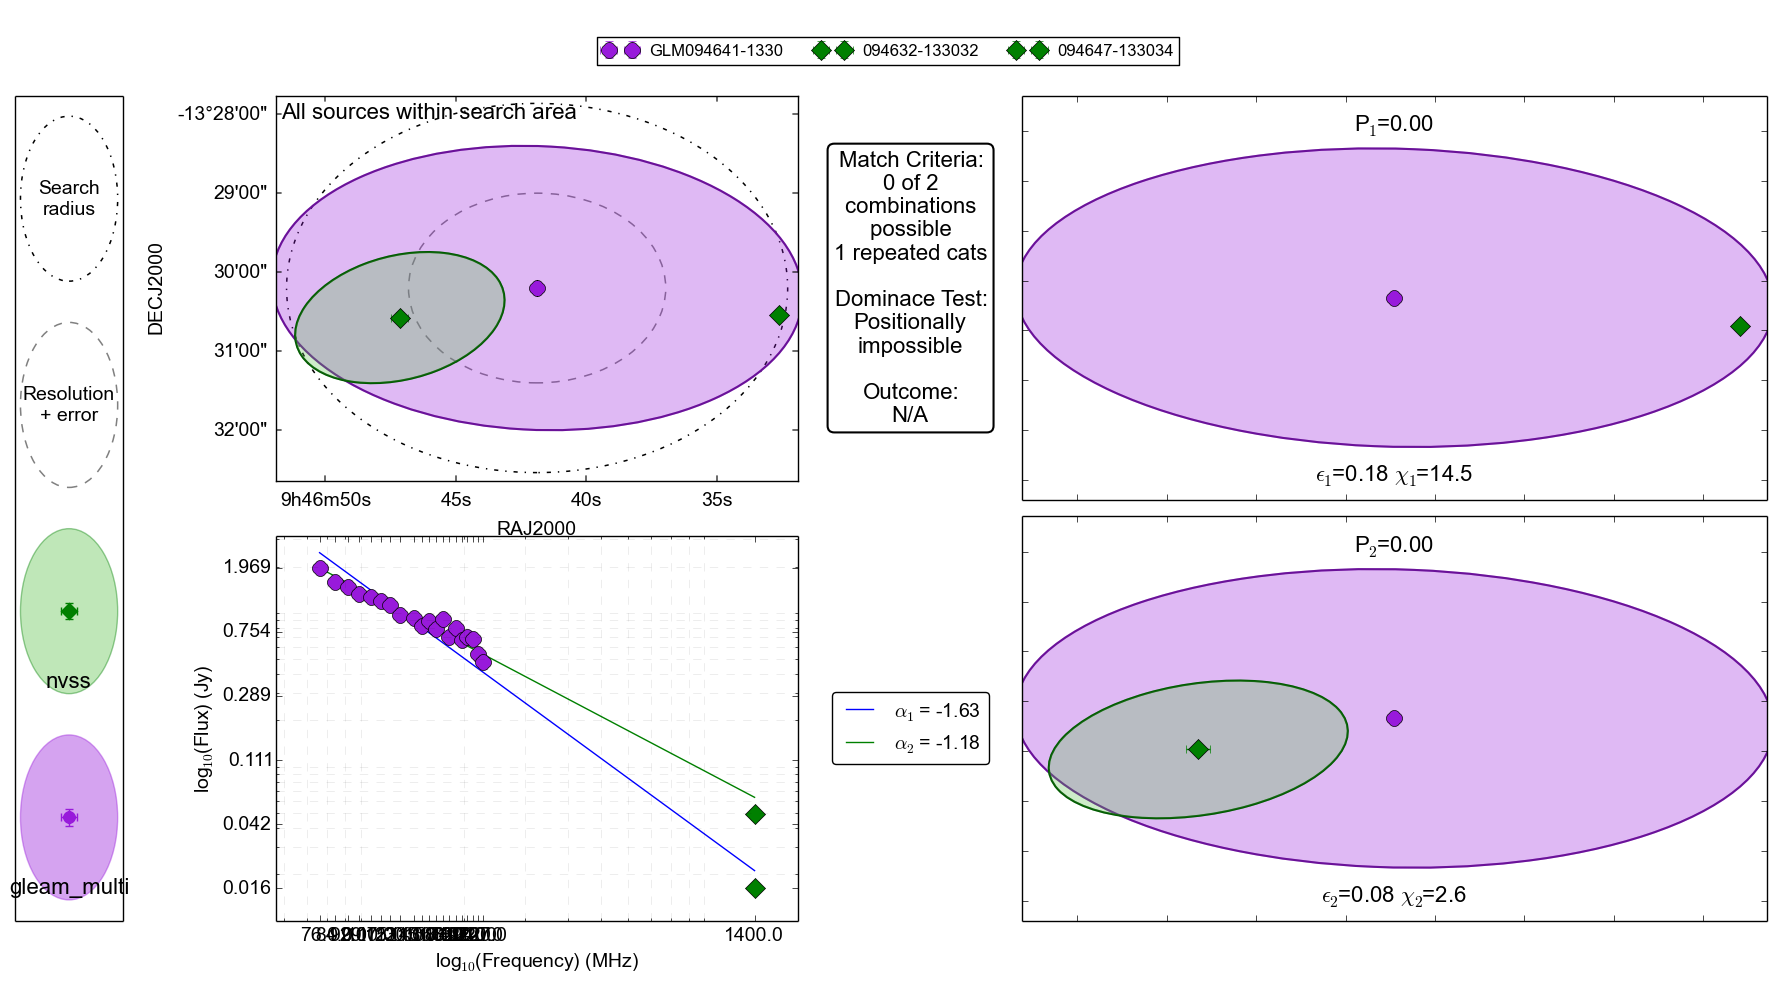 GLM094641-1330 094632-133032 094647-133034
Search
radius
Resolution
+ error
nvss
gleam_multi
All sources within search area
-13°28'00"
29'00"
30'00"
31'00"
32'00"
DECJ2000
9h46m50s 45s 40s 35s
RAJ2000
Match Criteria:
0 of 2
combinations
possible
1 repeated cats
Dominace Test:
Positionally
impossible
Outcome:
N/A
P1=0.00
ϵ1=0.18 χ1=14.5
P2=0.00
ϵ2=0.08 χ2=2.6
1.969
0.754
0.289
0.111
0.042
0.016
log10(Flux) (Jy)
1400.0
log10(Frequency) (MHz)
α1 = -1.63
α2 = -1.18